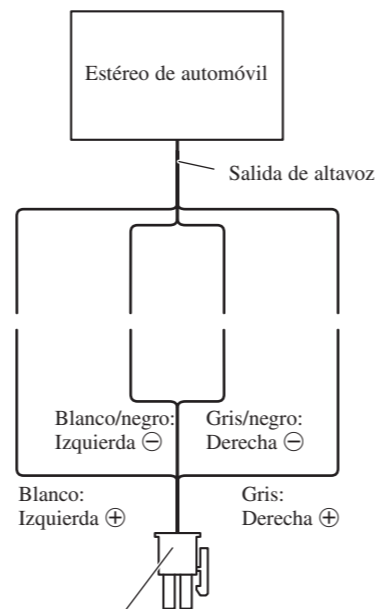 Estéreo de automóvil
Salida de altavoz
Blanco/negro:
Izquierda ⊖
Gris/negro:
Derecha ⊖
Blanco:
Izquierda ⊕
Gris:
Derecha ⊕